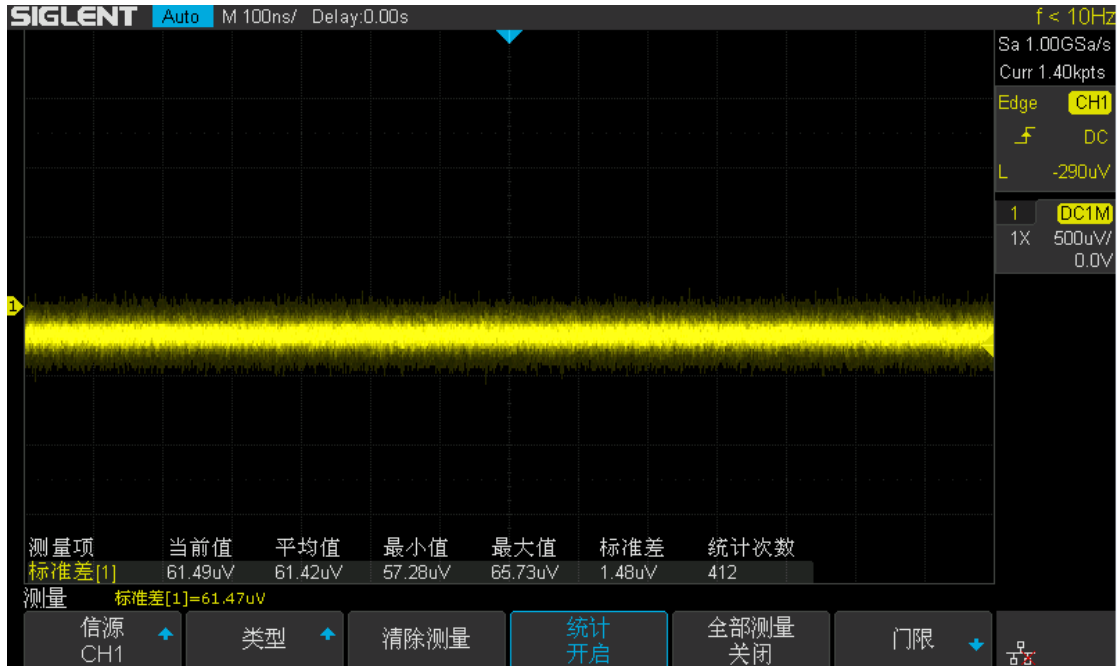 SIGLENT Auto M 100ns/ Delay:0.00s f < 10Hz
Sa 1.00GSa/s
Curr 1.40kpts
Edge CH1
DC
L -290uV
1 DC1M
1X 500uV/
0.0V
1
测量项 当前值 平均值 最小值 最大值 标准差 统计次数
标准差[1] 61.49uV 61.42uV 57.28uV 65.73uV 1.48uV 412
测量 标准差[1]=61.47uV
信源 类型 清除测量 统计 全部测量 门限
CH1 开启 关闭